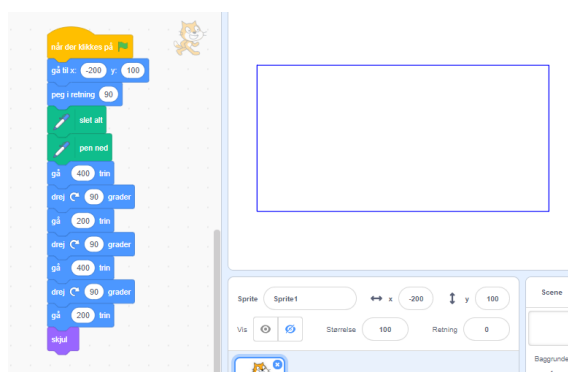 når der klikkes på
gå til x: -200 y: 100
peg i retning 90
slet alt
pen ned
gå 400 trin
drej 90 grader
gå 200 trin
drej 90 grader
gå 400 trin
drej 90 grader
gå 200 trin
skjul
Sprite Sprite1 x -200 y 100
Vis Størrelse 100 Retning 0
Scene
Baggrunde